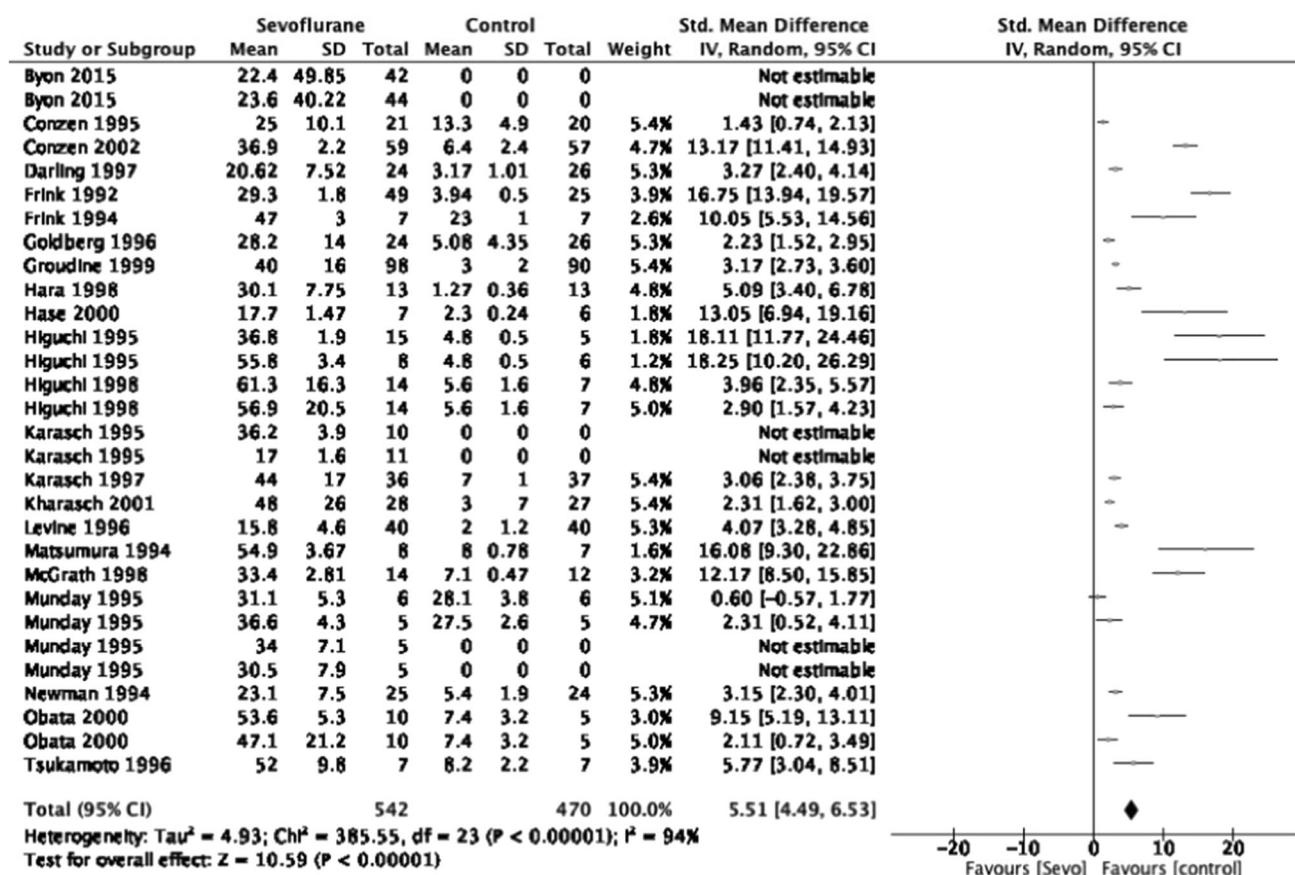 Sevoflurane Control Std. Mean Difference Std. Mean Difference
Study or Subgroup Mean SD Total Mean SD Total Weight IV, Random, 95% CI IV, Random, 95% CI
Byon 2015 22.4 49.85 42 0 0 0 Not estimable
Byon 2015 23.6 40.22 44 0 0 0 Not estimable
Conzen 1995 25 10.1 21 13.3 4.9 20 5.4% 1.43 [0.74, 2.13]
Conzen 2002 36.9 2.2 59 6.4 2.4 57 4.7% 13.17 [11.41, 14.93]
Darling 1997 20.62 7.52 24 3.17 1.01 26 5.3% 3.27 [2.40, 4.14]
Frink 1992 29.3 1.8 49 3.94 0.5 25 3.9% 16.75 [13.94, 19.57]
Frink 1994 47 3 7 23 1 7 2.6% 10.05 [5.53, 14.56]
Goldberg 1996 28.2 14 24 5.08 4.35 26 5.3% 2.23 [1.52, 2.95]
Groudine 1999 40 16 98 3 2 90 5.4% 3.17 [2.73, 3.60]
Hara 1998 30.1 7.75 13 1.27 0.36 13 4.8% 5.09 [3.40, 6.78]
Hase 2000 17.7 1.47 7 2.3 0.24 6 1.8% 13.05 [6.94, 19.16]
Higuchi 1995 36.8 1.9 15 4.8 0.5 5 1.8% 18.11 [11.77, 24.46]
Higuchi 1995 55.8 3.4 8 4.8 0.5 6 1.2% 18.25 [10.20, 26.29]
Higuchi 1998 61.3 16.3 14 5.6 1.6 7 4.8% 3.96 [2.35, 5.57]
Higuchi 1998 56.9 20.5 14 5.6 1.6 7 5.0% 2.90 [1.57, 4.23]
Karasch 1995 36.2 3.9 10 0 0 0 Not estimable
Karasch 1995 17 1.6 11 0 0 0 Not estimable
Karasch 1997 44 17 36 7 1 37 5.4% 3.06 [2.38, 3.75]
Kharasch 2001 48 26 28 3 7 27 5.4% 2.31 [1.62, 3.00]
Levine 1996 15.8 4.6 40 2 1.2 40 5.3% 4.07 [3.28, 4.85]
Matsumura 1994 54.9 3.67 8 8 0.78 7 1.6% 16.08 [9.30, 22.86]
McGrath 1998 33.4 2.81 14 7.1 0.47 12 3.2% 12.17 [8.50, 15.85]
Munday 1995 31.1 5.3 6 28.1 3.8 6 5.1% 0.60 [-0.57, 1.77]
Munday 1995 36.6 4.3 5 27.5 2.6 5 4.7% 2.31 [0.52, 4.11]
Munday 1995 34 7.1 5 0 0 0 Not estimable
Munday 1995 30.5 7.9 5 0 0 0 Not estimable
Newman 1994 23.1 7.5 25 5.4 1.9 24 5.3% 3.15 [2.30, 4.01]
Obata 2000 53.6 5.3 10 7.4 3.2 5 3.0% 9.15 [5.19, 13.11]
Obata 2000 47.1 21.2 10 7.4 3.2 5 5.0% 2.11 [0.72, 3.49]
Tsukamoto 1996 52 9.8 7 8.2 2.2 7 3.9% 5.77 [3.04, 8.51]
Total (95% CI) 542 470 100.0% 5.51 [4.49, 6.53]
Heterogeneity: Tau² = 4.93; Chi² = 385.55, df = 23 (P < 0.00001); I² = 94%
Test for overall effect: Z = 10.59 (P < 0.00001)
-20 -10 0 10 20
Favours [Sevo] Favours [control]